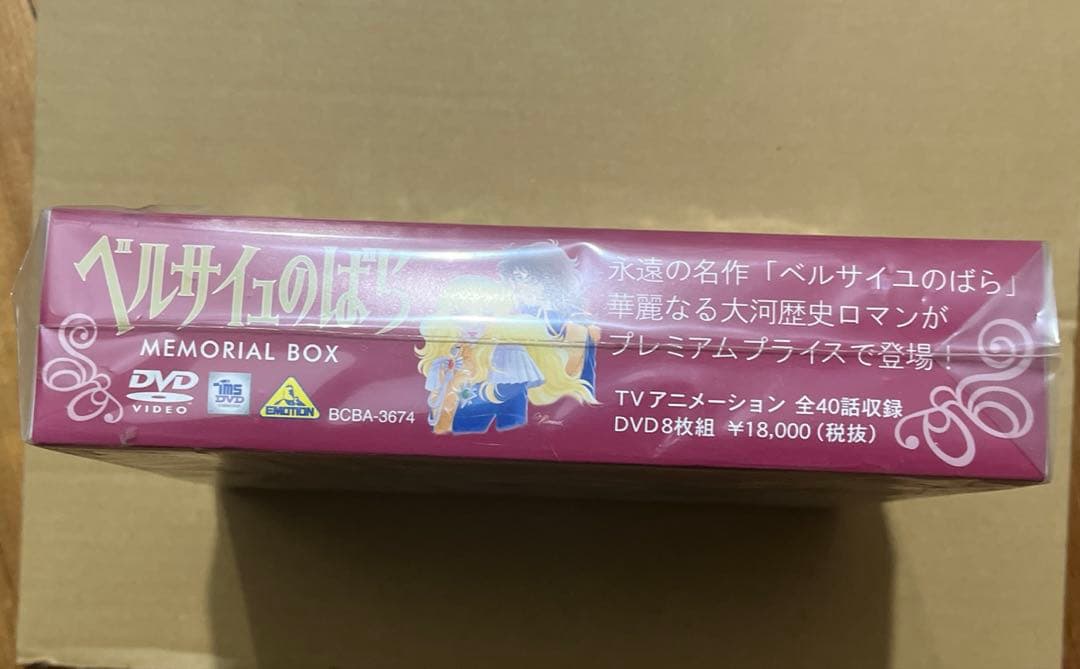 ベルサイユのばら
MEMORIAL BOX
DVD
VIDEO
tms
DVD
EMOTION
BCBA-3674
永遠の名作「ベルサイユのばら」
華麗なる大河歴史ロマンが
プレミアムプライスで登場！
TVアニメーション 全40話収録
DVD8枚組 ¥18,000(税抜)